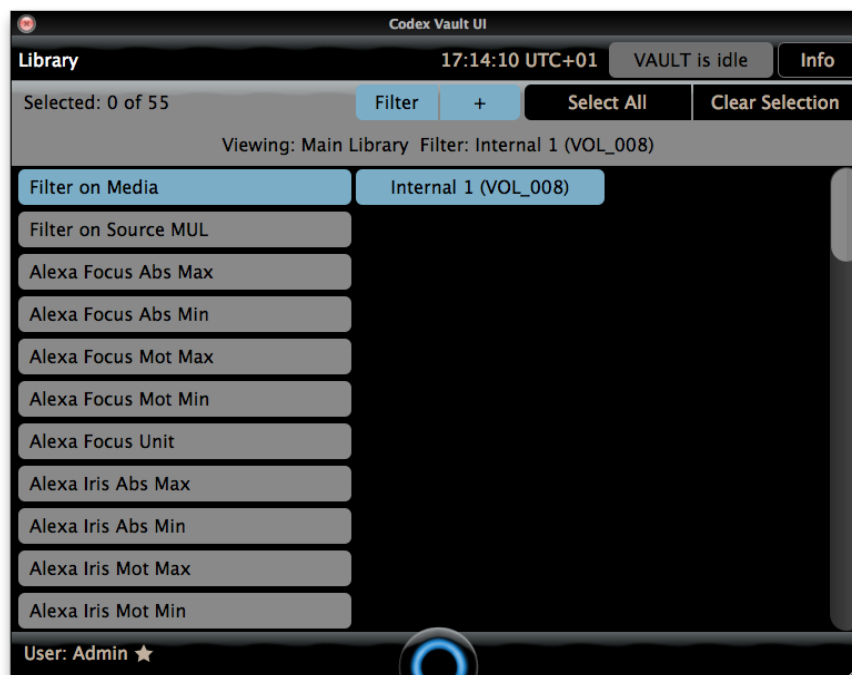 Codex Vault UI
Library 17:14:10 UTC+01 VAULT is idle Info
Selected: 0 of 55 Filter + Select All Clear Selection
Viewing: Main Library Filter: Internal 1 (VOL_008)
Filter on Media Internal 1 (VOL_008)
Filter on Source MUL
Alexa Focus Abs Max
Alexa Focus Abs Min
Alexa Focus Mot Max
Alexa Focus Mot Min
Alexa Focus Unit
Alexa Iris Abs Max
Alexa Iris Abs Min
Alexa Iris Mot Max
Alexa Iris Mot Min
User: Admin